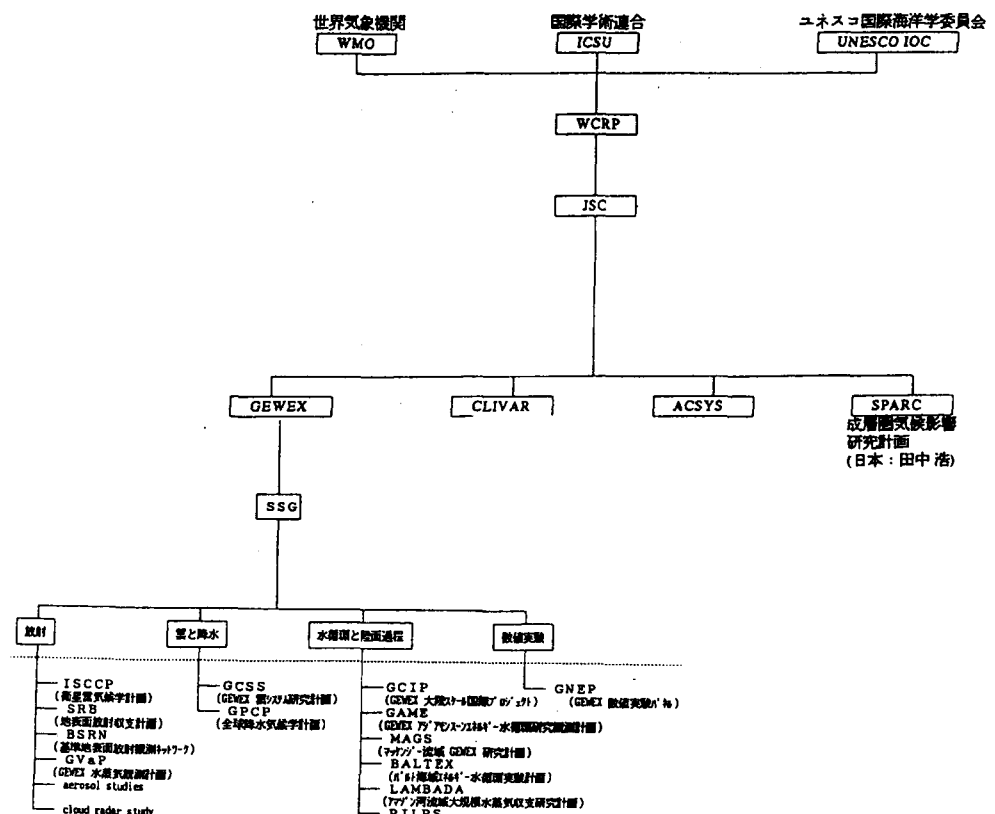 世界気象機関
WMO
国際学術連合
ICSU
ユネスコ国際海洋学委員会
UNESCO IOC
WCRP
JSC
GEWEX
CLIVAR
ACSYS
SPARC
成層圏気候影響
研究計画
(日本:田中 浩)
SSG
放射
雲と降水
水循環と陸面過程
数値実験
ISCCP
(衛星雲気候学計画)
SRB
(地表面放射収支計画)
BSRN
(基準地表面放射観測ネットワーク)
GVaP
(GEWEX 水蒸気観測計画)
aerosol studies
cloud radar study
GCSS
(GEWEX 雲システム研究計画)
GPCP
(全球降水気候学計画)
GCIP
(GEWEX 大陸スケール国際プロジェクト)
GAME
(GEWEX アジアモンスーンエネルギー水循環研究観測計画)
MAGS
(マッケンジー流域 GEWEX 研究計画)
BALTEX
(バルト海域エネルギー水循環実験計画)
LAMBADA
(アマゾン河流域大規模水蒸気収支研究計画)
PILPS
GNEP
(GEWEX 数値実験パネル)